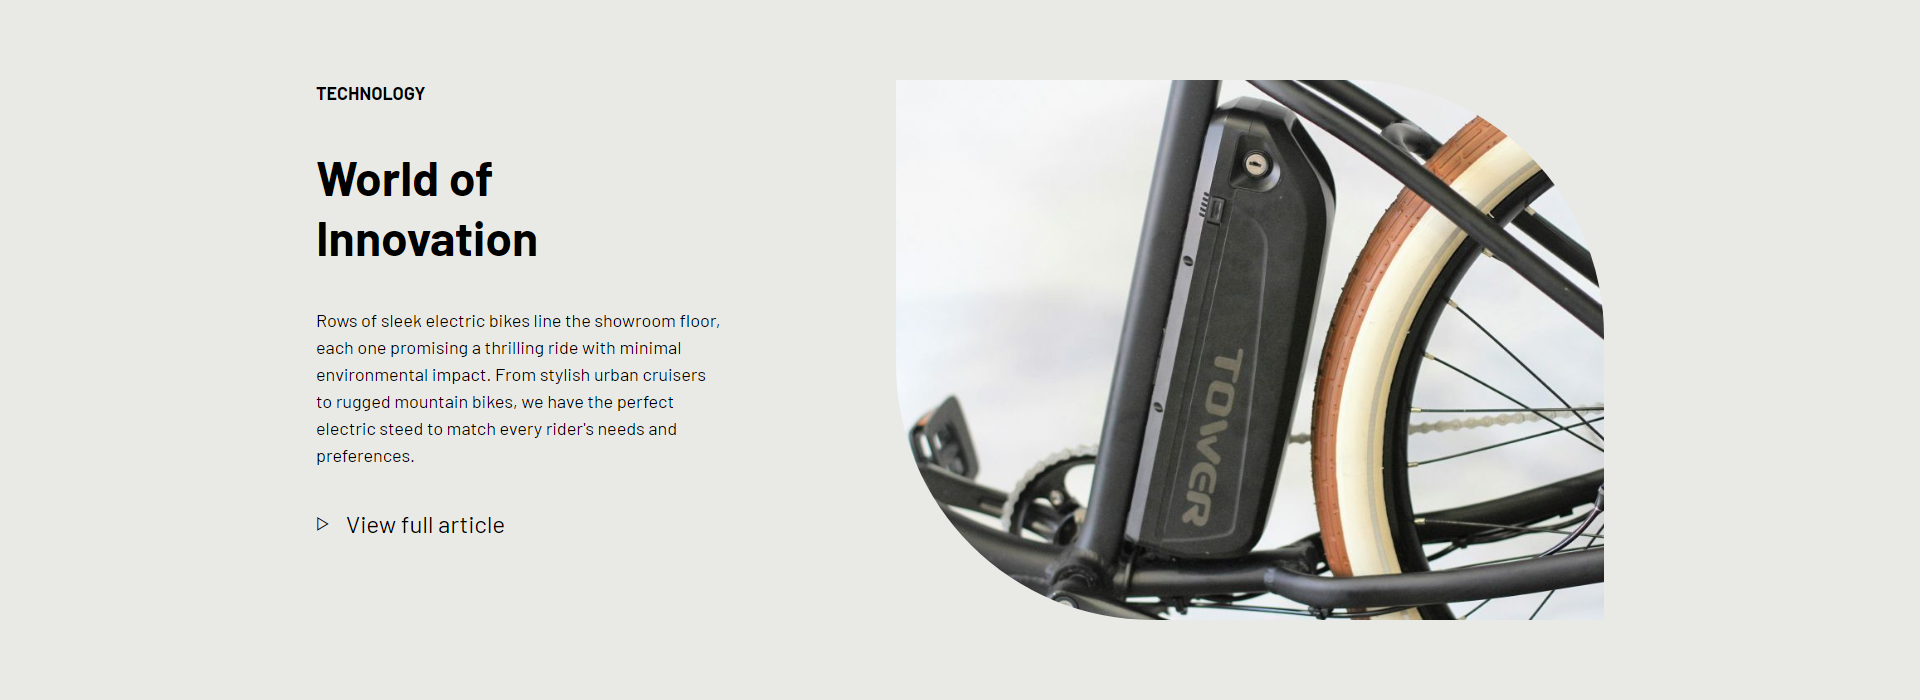 TECHNOLOGY
World of
Innovation
Rows of sleek electric bikes line the showroom floor,
each one promising a thrilling ride with minimal
environmental impact. From stylish urban cruisers
to rugged mountain bikes, we have the perfect
electric steed to match every rider's needs and
preferences.
View full article
TOWER